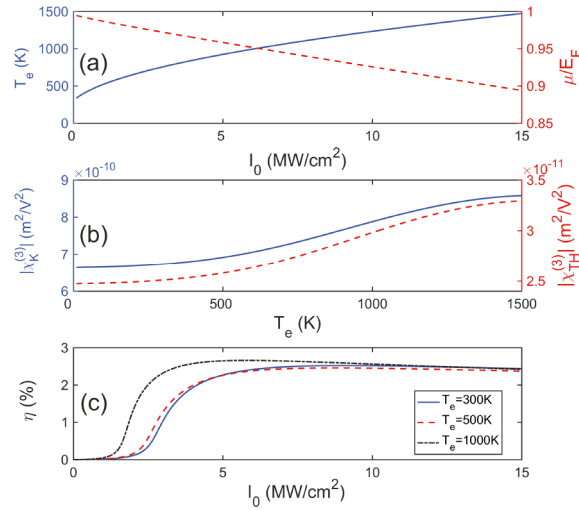 1500
1000
500
0
T_e (K)
(a)
1
0.95
0.9
0.85
μ/E_F
0
5
10
15
I_0 (MW/cm^2)
×10^-10
9
8
7
6
|χ_K^(3)| (m^2/V^2)
(b)
×10^-11
3.5
3
2.5
|χ_TH^(3)| (m^2/V^2)
500
1000
1500
T_e (K)
3
2
1
0
η (%)
(c)
T_e=300K
T_e=500K
T_e=1000K
0
5
10
15
I_0 (MW/cm^2)